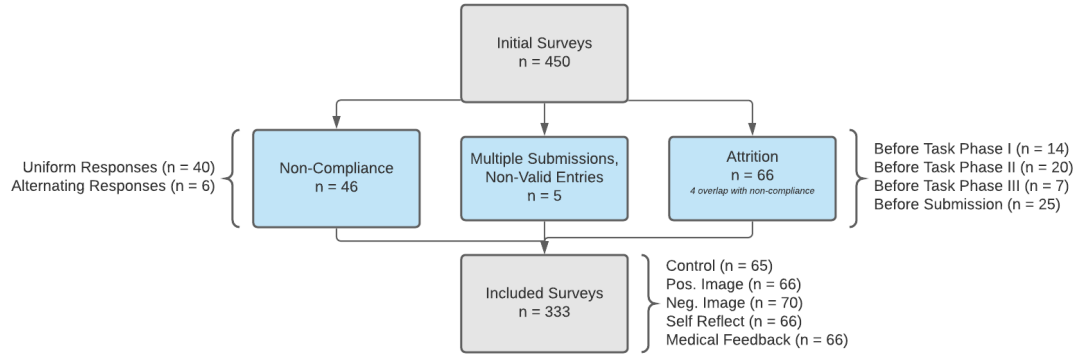 Initial Surveys
n = 450
Uniform Responses (n = 40)
Alternating Responses (n = 6)
Non-Compliance
n = 46
Multiple Submissions,
Non-Valid Entries
n = 5
Attrition
n = 66
4 overlap with non-compliance
Before Task Phase I (n = 14)
Before Task Phase II (n = 20)
Before Task Phase III (n = 7)
Before Submission (n = 25)
Included Surveys
n = 333
Control (n = 65)
Pos. Image (n = 66)
Neg. Image (n = 70)
Self Reflect (n = 66)
Medical Feedback (n = 66)